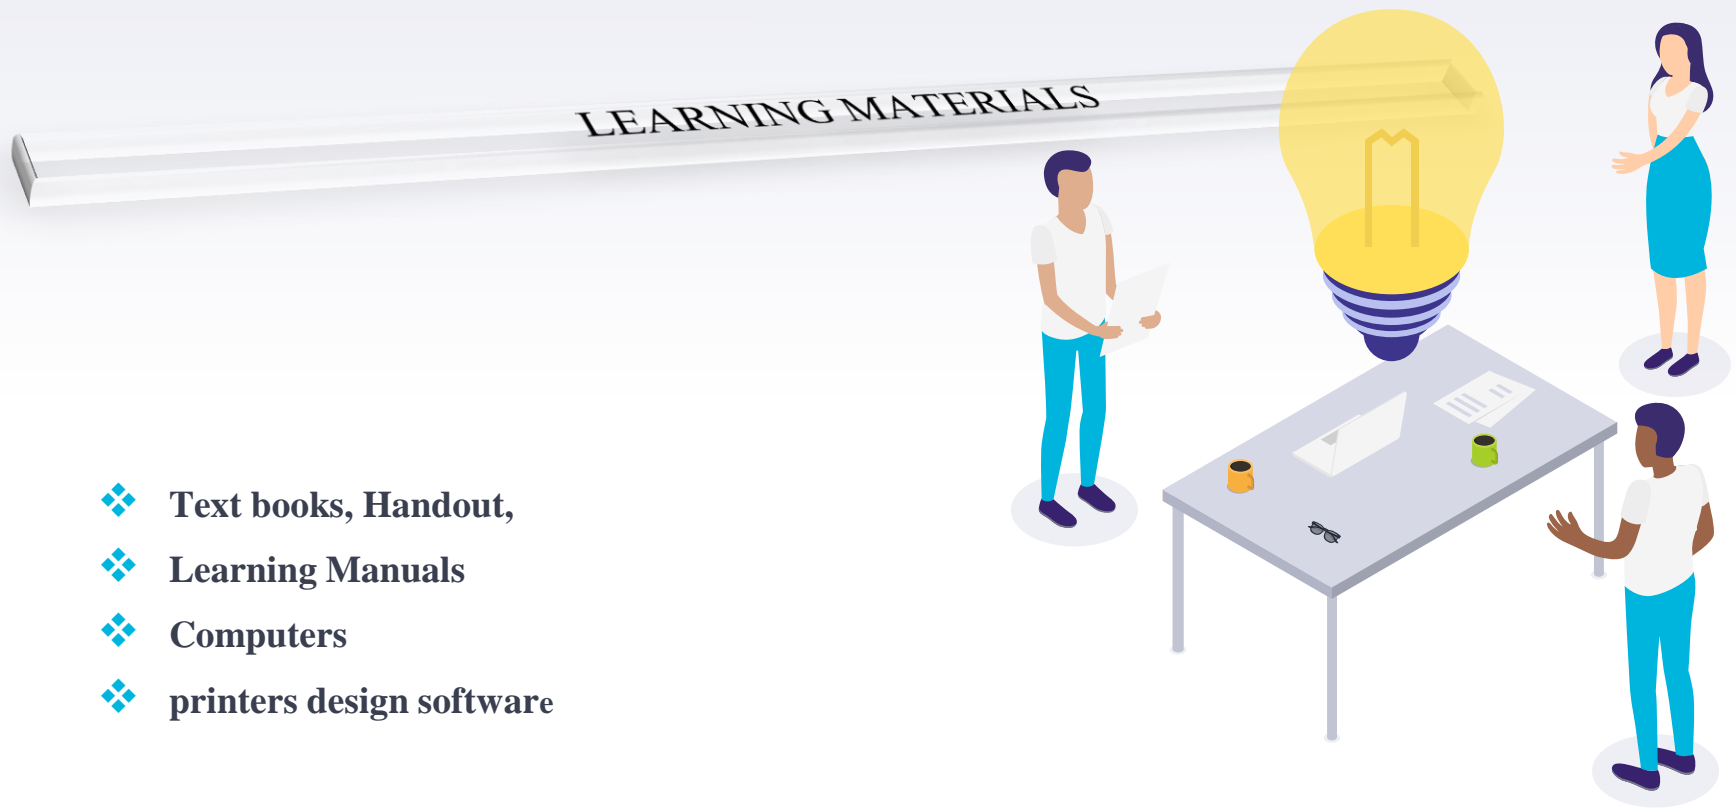 LEARNING MATERIALS
Text books, Handout,
Learning Manuals
Computers
printers design software